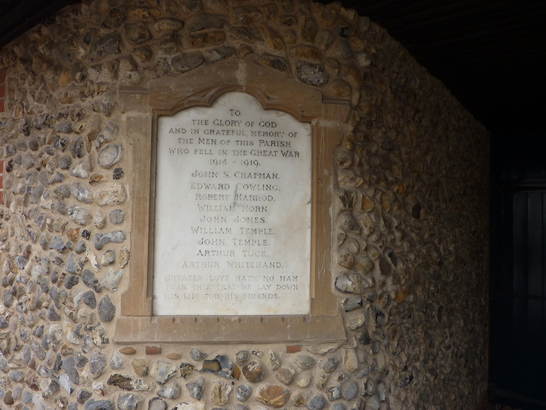 TO
THE GLORY OF GOD
AND IN GRATEFUL MEMORY OF
THE MEN OF THIS PARISH
WHO FELL IN THE GREAT WAR
1914 - 1919.
JOHN S. CHAPMAN.
EDWARD COWLING.
ROBERT HARROD.
WILLIAM HORN.
JOHN JOMES.
WILLIAM TEMPLE.
JOHN. TEMPLE.
ARTHUR TUCK.
ARTHUR WHITEHAND.
GREATER LOVE HATH NO MAN
THAN THIS THAT HE LAY DOWN
HIS LIFE FOR HIS FRIENDS.